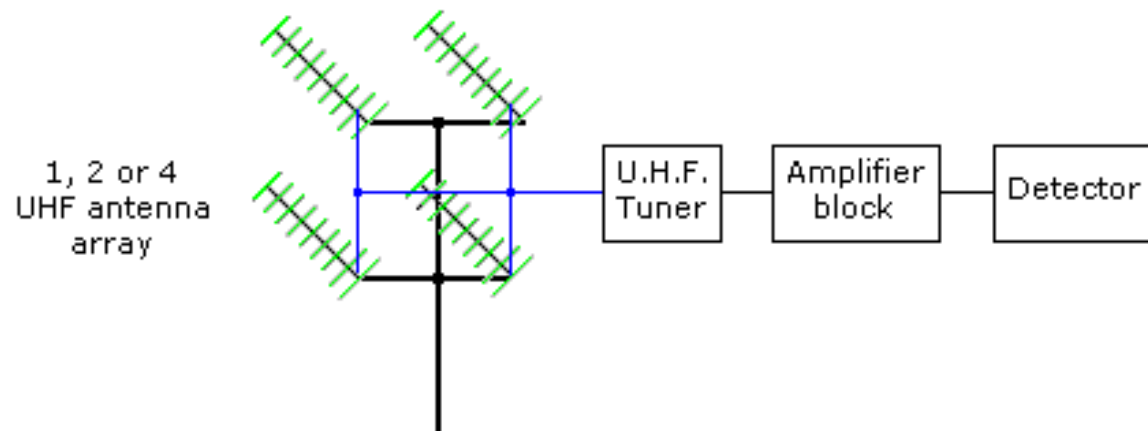 1, 2 or 4
UHF antenna
array
U.H.F.
Tuner
Amplifier
block
Detector